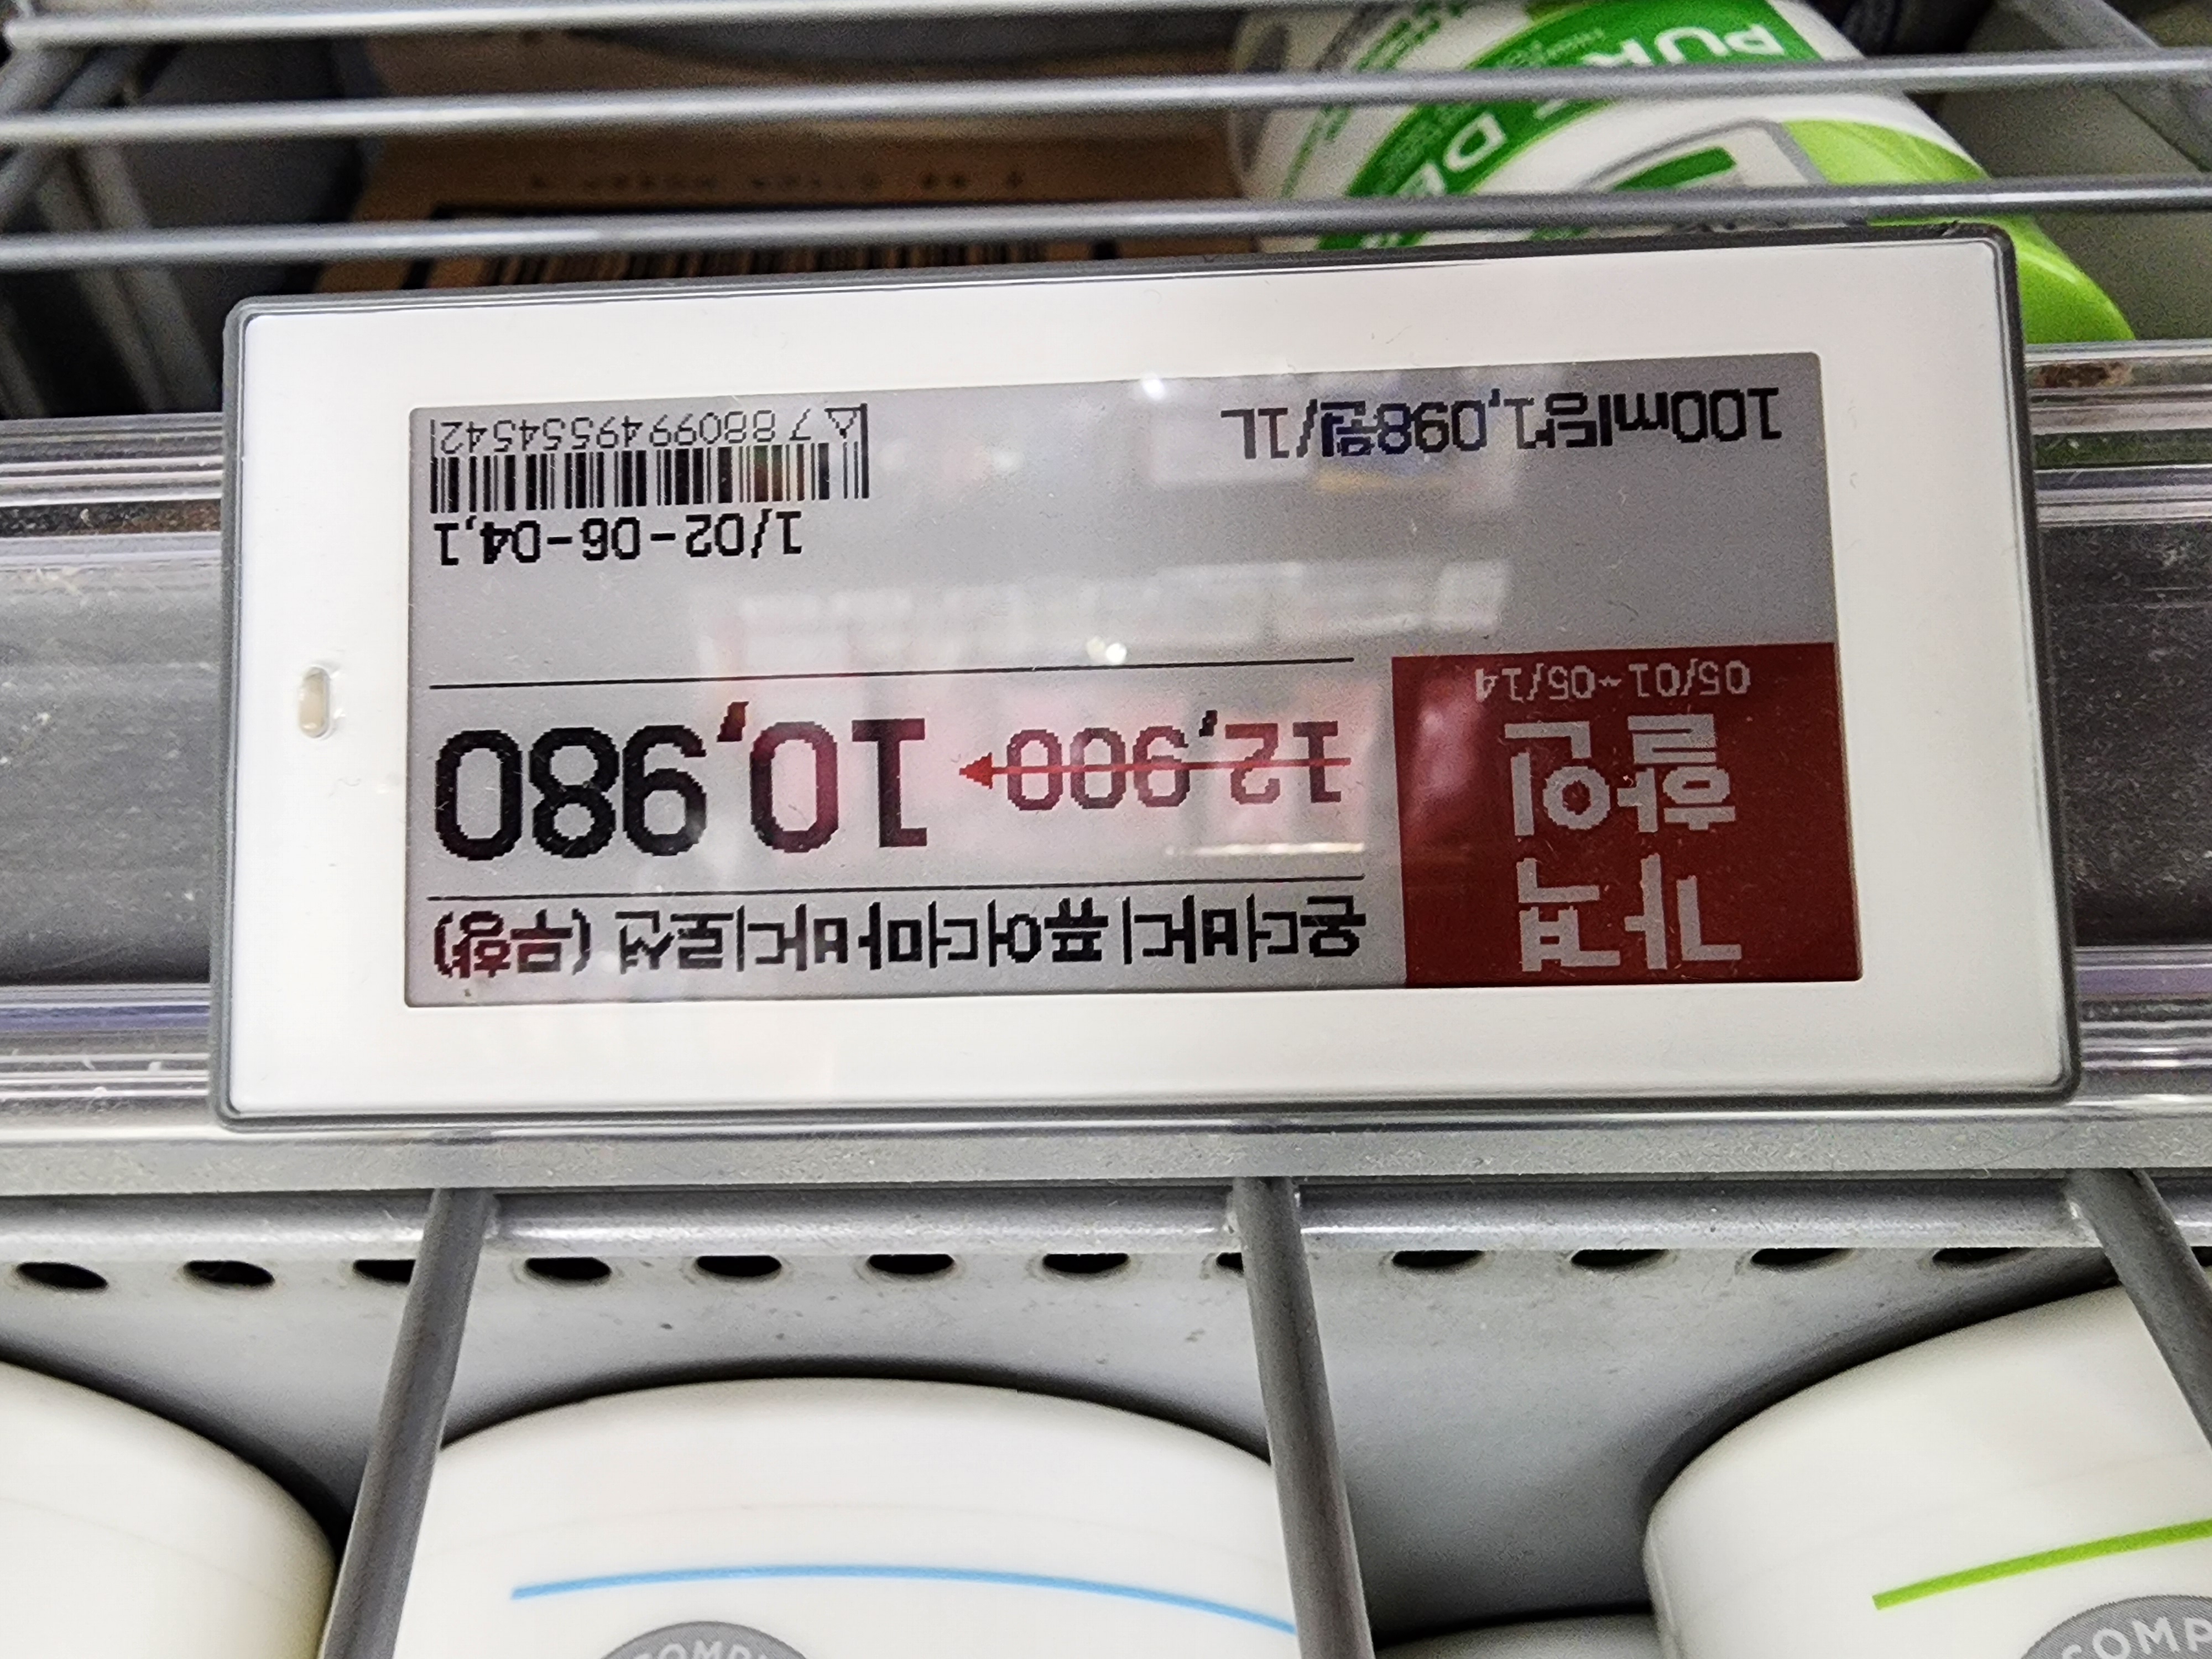 가격
할인
05/01~05/14
온더바디 퓨어더마 바디로션 (무향)
12,900 → 10,980
1/02-06-04,1
△ 7 8809949554542
100ml당1,098원/1L